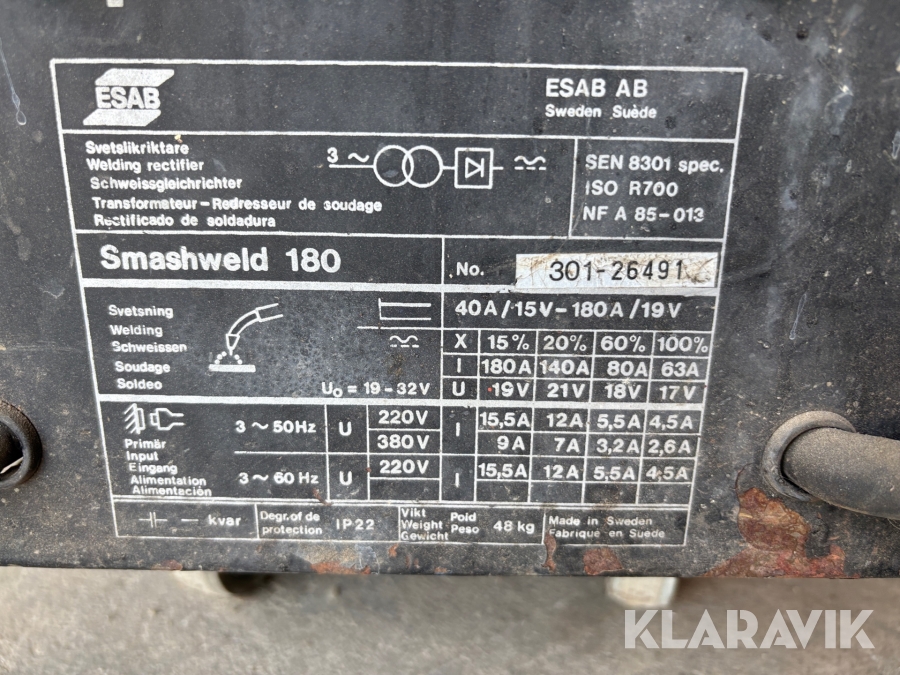 ESAB
ESAB AB
Sweden Suède
Svetslikriktare
Welding rectifier
Schweissgleichrichter
Transformateur-Redresseur de soudage
Rectificado de soldadura
3 ~
SEN 8301 spec.
ISO R700
NF A 85-013
Smashweld 180
No. 301-26491
Svetsning
Welding
Schweissen
Soudage
Soldeo
U₀ = 19-32V
40A/15V-180A/19V
X 15% 20% 60% 100%
I 180A 140A 80A 63A
U 19V 21V 18V 17V
Primär
Input
Eingang
Alimentation
Alimentación
3 ~ 50Hz U 220V I 15,5A 12A 5,5A 4,5A
380V 9A 7A 3,2A 2,6A
3 ~ 60Hz U 220V I 15,5A 12A 5,5A 4,5A
- kvar
Degr. of de
protection
IP22
Vikt Poid
Weight Peso
Gewicht
48 kg
Made in Sweden
Fabriqué en Suède
KLARAVIK